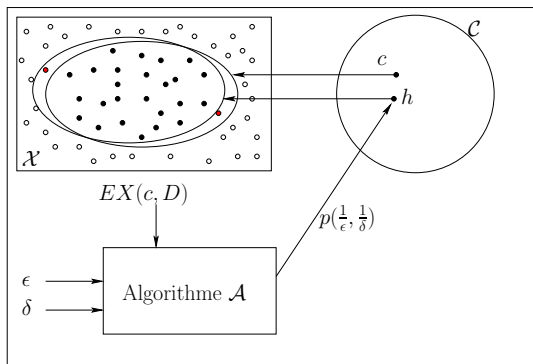 𝒞
c
h
𝒳
EX(c, D)
p(1/ϵ, 1/δ)
ϵ
δ
Algorithme 𝒜